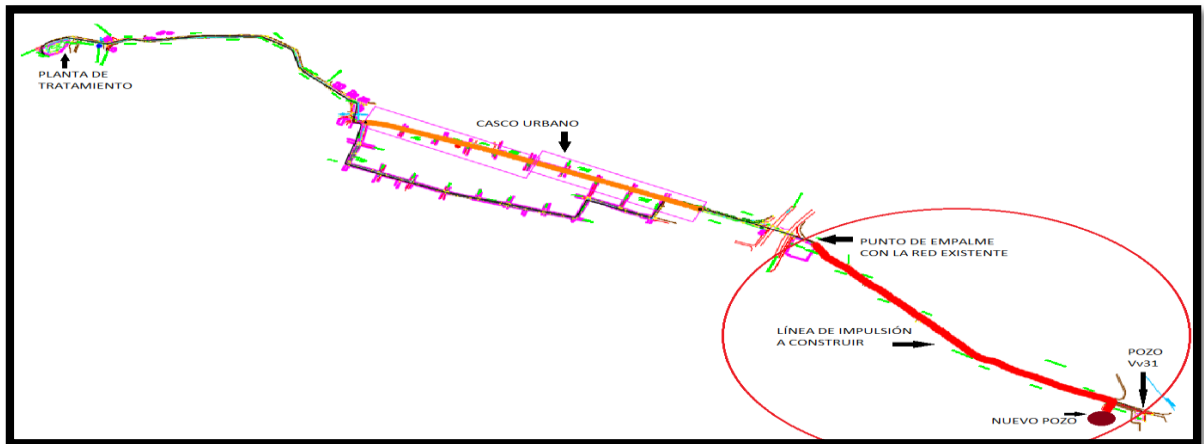 PLANTA DE
TRATAMIENTO
CASCO URBANO
PUNTO DE EMPALME
CON LA RED EXISTENTE
LÍNEA DE IMPULSIÓN
A CONSTRUIR
POZO
Vv31
NUEVO POZO